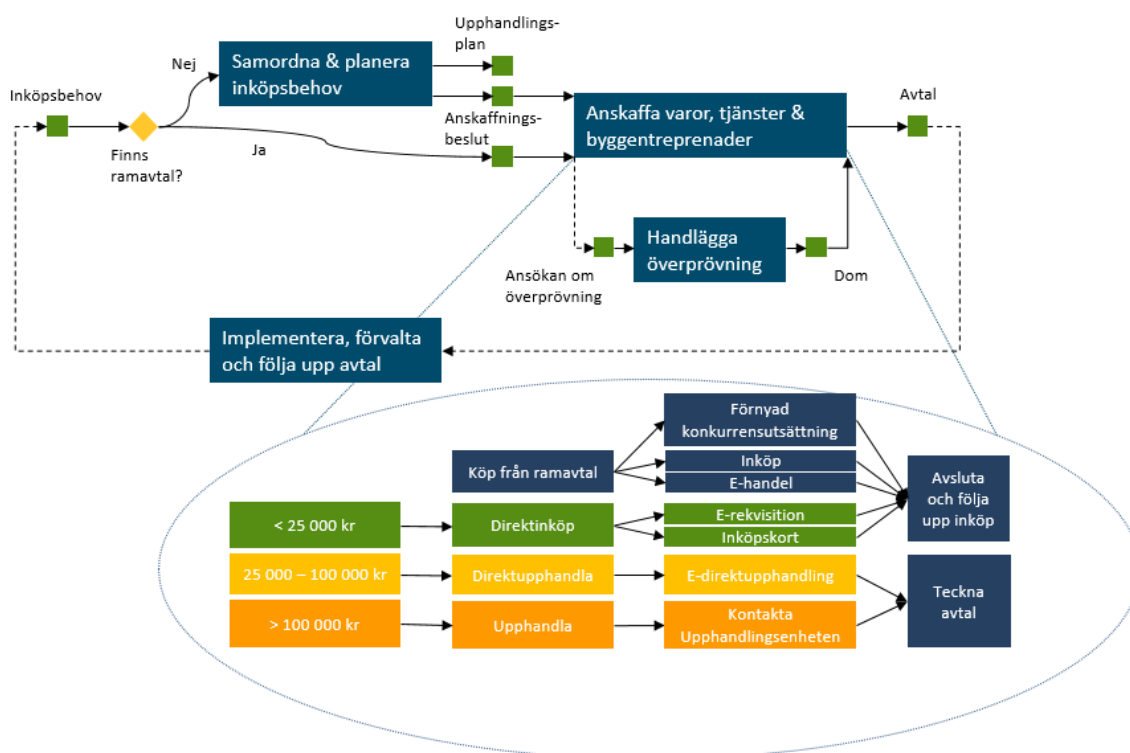 Upphandlings-
plan
Nej
Samordna & planera
inköpsbehov
Inköpsbehov
Anskaffa varor, tjänster &
byggentreprenader
Avtal
Anskaffnings-
beslut
Ja
Finns
ramavtal?
Handlägga
överprövning
Ansökan om
överprövning
Dom
Implementera, förvalta
och följa upp avtal
Förnyad
konkurrensutsättning
Köp från ramavtal
Inköp
E-handel
Avsluta
och följa
upp inköp
< 25 000 kr
Direktinköp
E-rekvisition
Inköpskort
25 000 – 100 000 kr
Direktupphandla
E-direktupphandling
Teckna
avtal
> 100 000 kr
Upphandla
Kontakta
Upphandlingsenheten